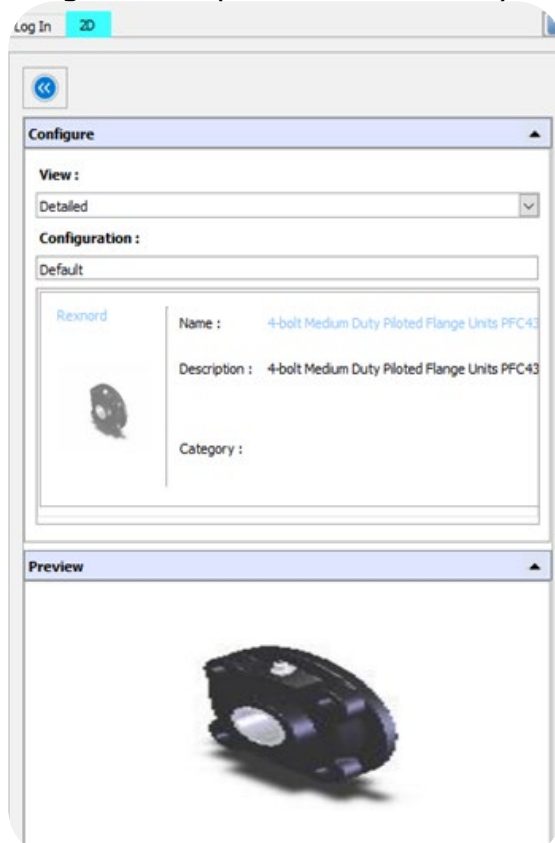 Log In 2D
Configure
View :
Detailed
Configuration :
Default
Rexnord
Name : 4-bolt Medium Duty Piloted Flange Units PFC43
Description : 4-bolt Medium Duty Piloted Flange Units PFC43
Category :
Preview